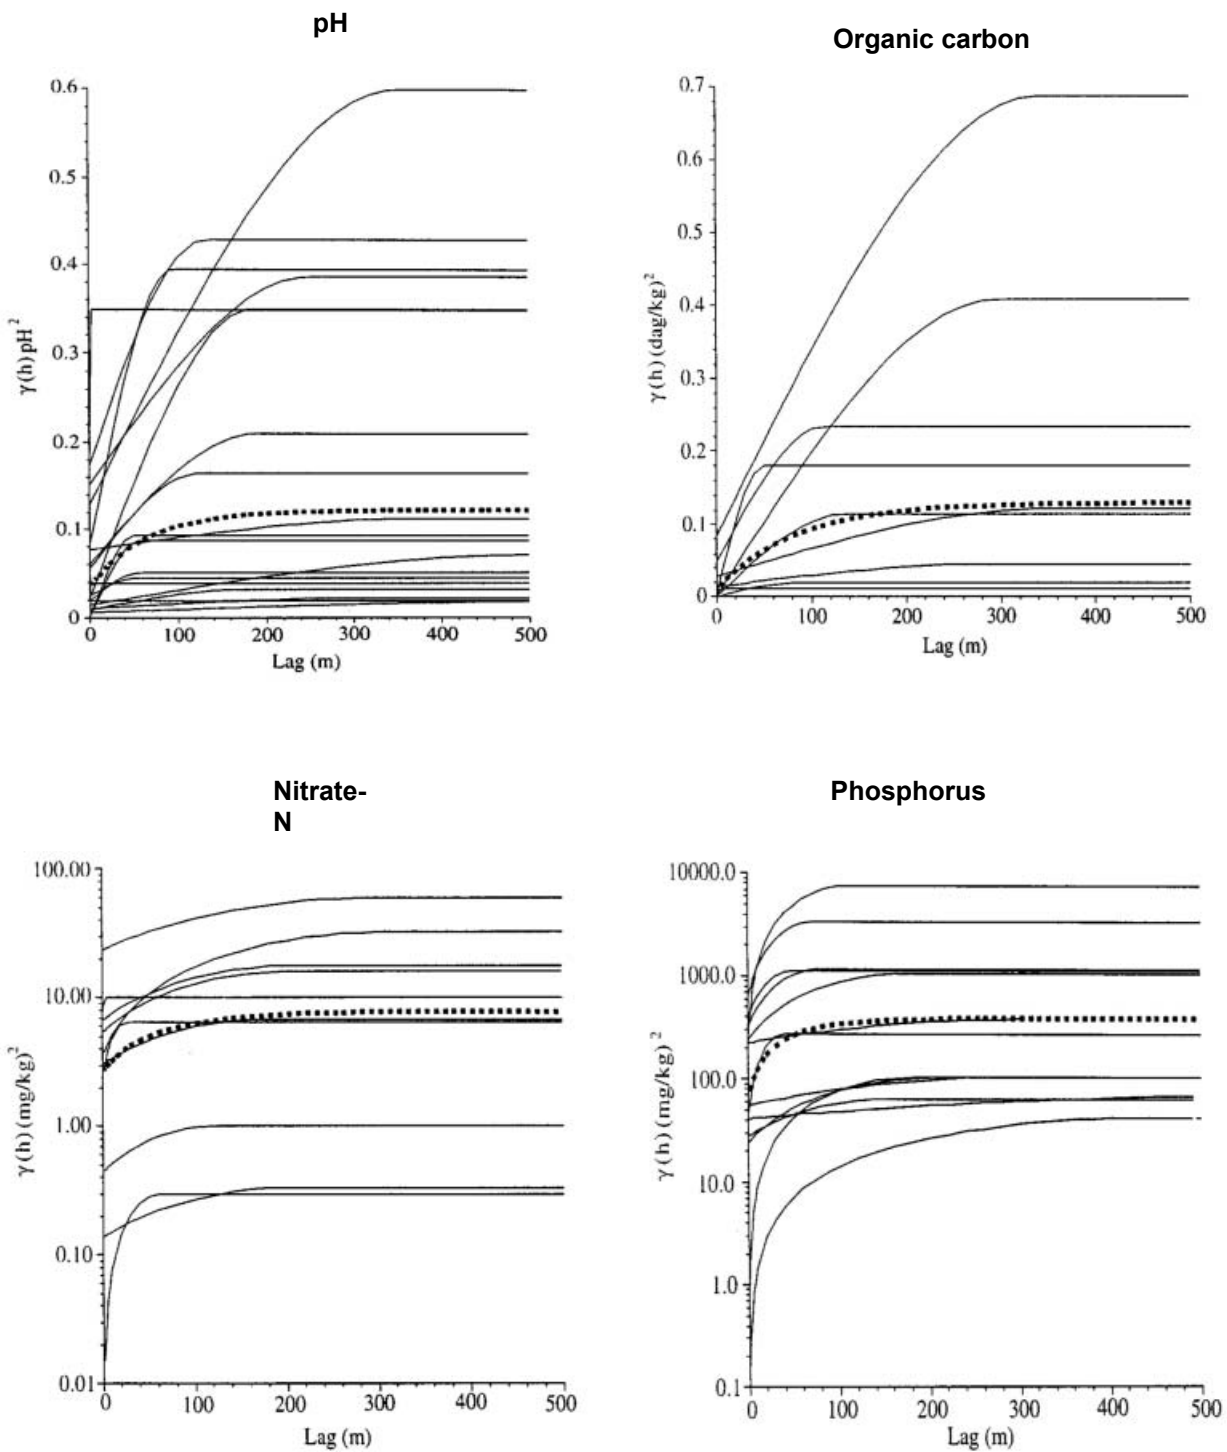 pH
0.6
0.5
0.4
0.3
0.2
0.1
0
γ(h) pH²
0 100 200 300 400 500
Lag (m)
Organic carbon
0.7
0.6
0.5
0.4
0.3
0.2
0.1
0
γ(h) (dag/kg)²
0 100 200 300 400 500
Lag (m)
Nitrate-
N
100.00
10.00
1.00
0.10
0.01
γ(h) (mg/kg)²
0 100 200 300 400 500
Lag (m)
Phosphorus
10000.0
1000.0
100.0
10.0
1.0
0.1
γ(h) (mg/kg)²
0 100 200 300 400 500
Lag (m)